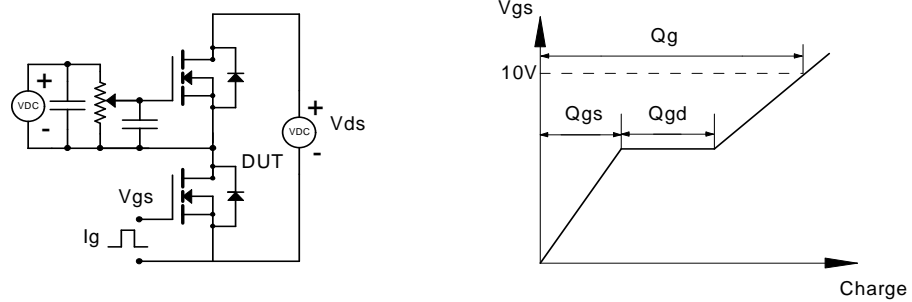 +
VDC
-
+
VDC
-
Vds
DUT
Vgs
Ig
Vgs
Qg
10V
Qgs
Qgd
Charge